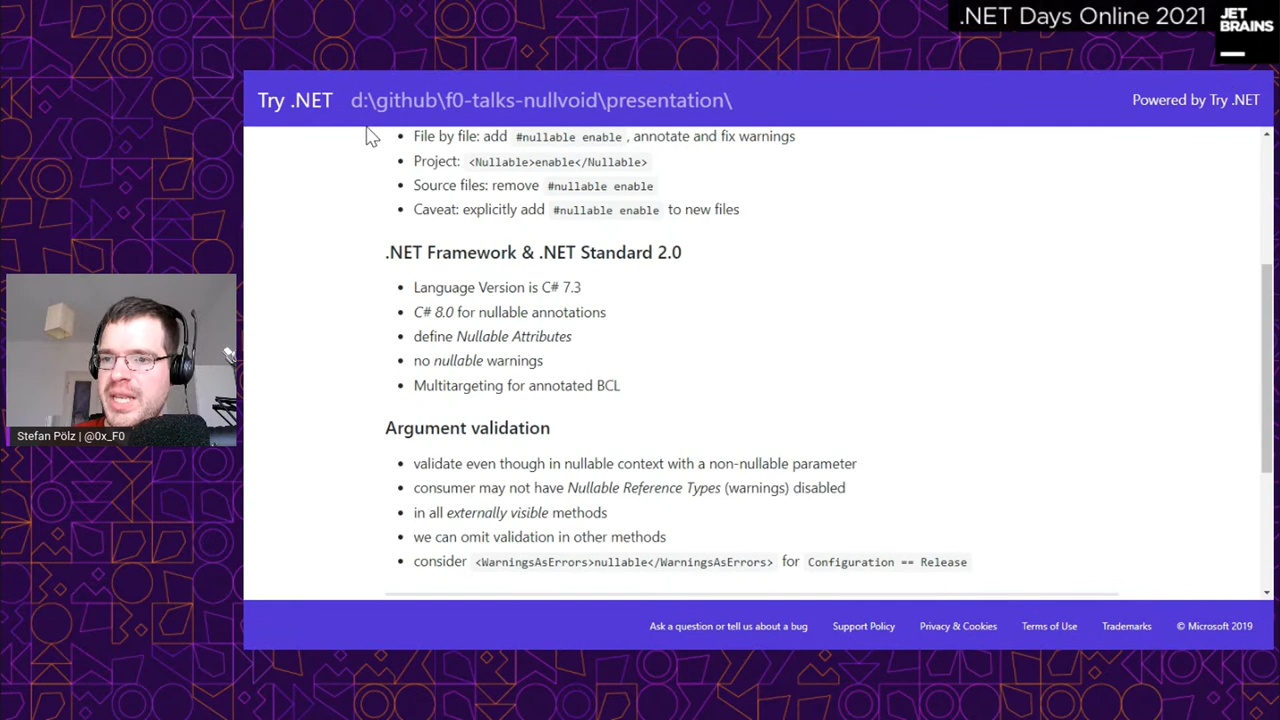 .NET Days Online 2021
JET
BRAINS
Try .NET d:\github\f0-talks-nullvoid\presentation\ Powered by Try .NET
• File by file: add #nullable enable , annotate and fix warnings
• Project: <Nullable>enable</Nullable>
• Source files: remove #nullable enable
• Caveat: explicitly add #nullable enable to new files
.NET Framework & .NET Standard 2.0
• Language Version is C# 7.3
• C# 8.0 for nullable annotations
• define Nullable Attributes
• no nullable warnings
• Multitargeting for annotated BCL
Argument validation
• validate even though in nullable context with a non-nullable parameter
• consumer may not have Nullable Reference Types (warnings) disabled
• in all externally visible methods
• we can omit validation in other methods
• consider <WarningsAsErrors>nullable</WarningsAsErrors> for Configuration == Release
Stefan Pölz | @0x_F0
Ask a question or tell us about a bug Support Policy Privacy & Cookies Terms of Use Trademarks © Microsoft 2019